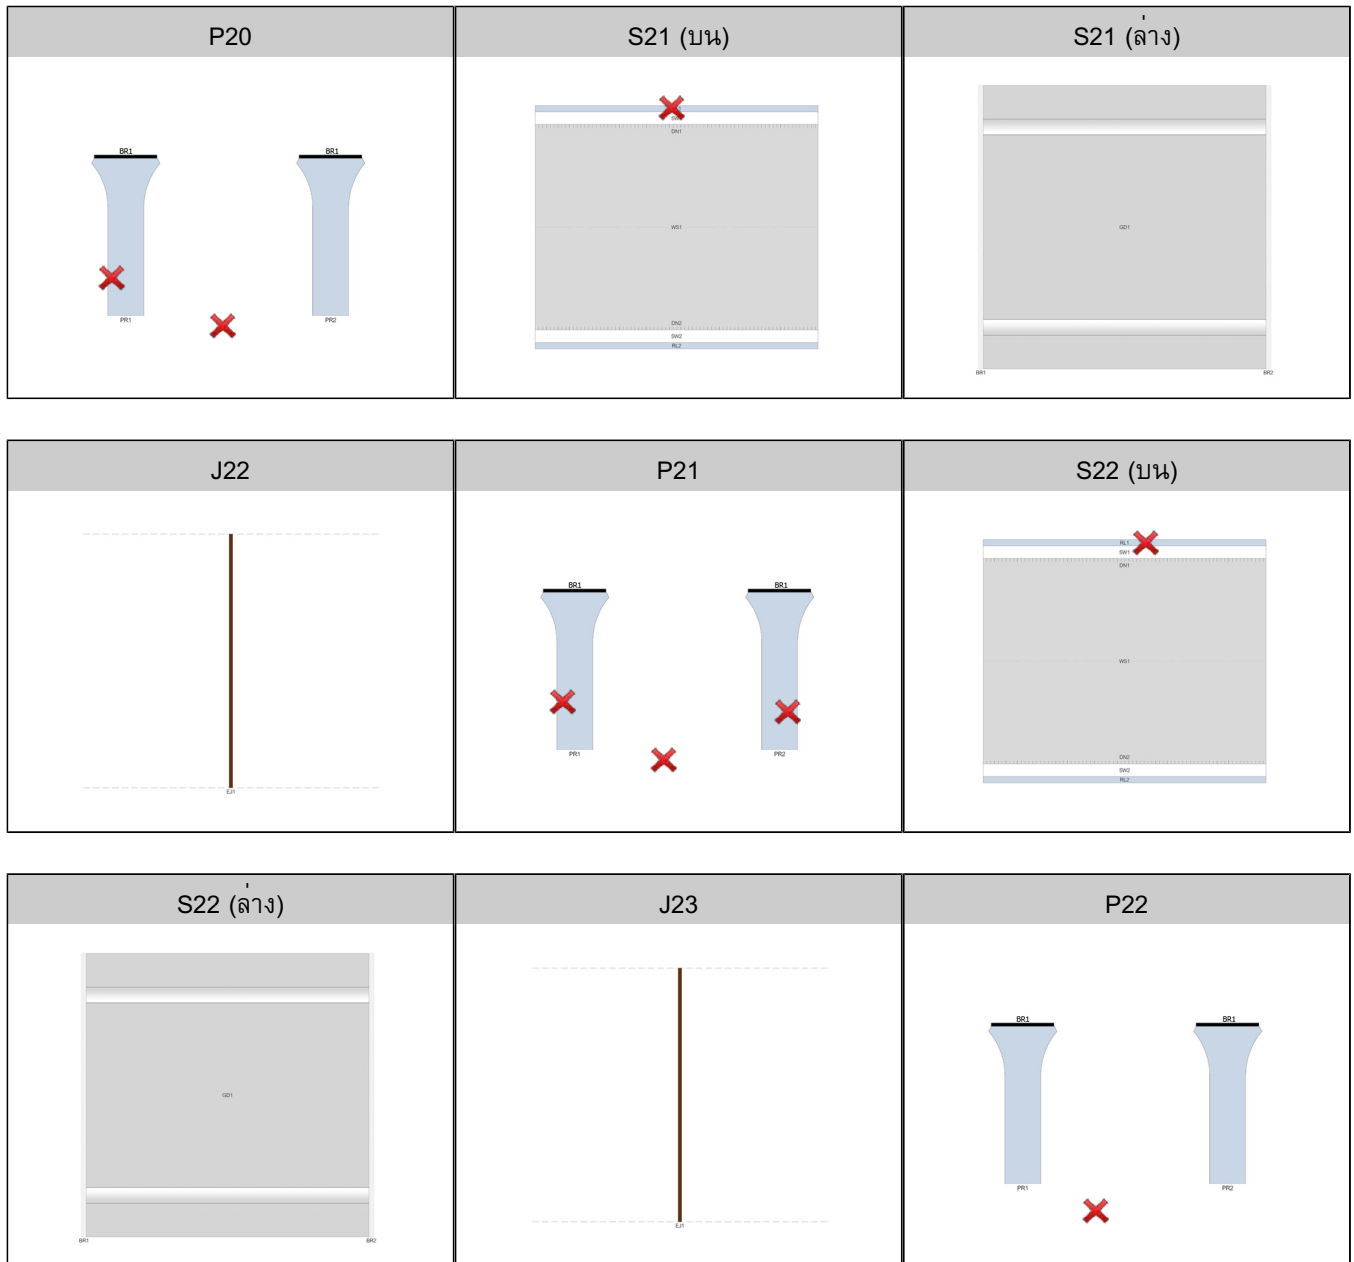 P20
S21 (บน)
S21 (ล่าง)
BR1
BR1
PR1
PR2
DN1
WS1
DN2
SW2
RL2
GD1
BR1
BR2
J22
P21
S22 (บน)
EJ1
BR1
BR1
PR1
PR2
RL1
SW1
DN1
WS1
DN2
SW2
RL2
S22 (ล่าง)
J23
P22
GD1
BR1
BR2
EJ1
BR1
BR1
PR1
PR2